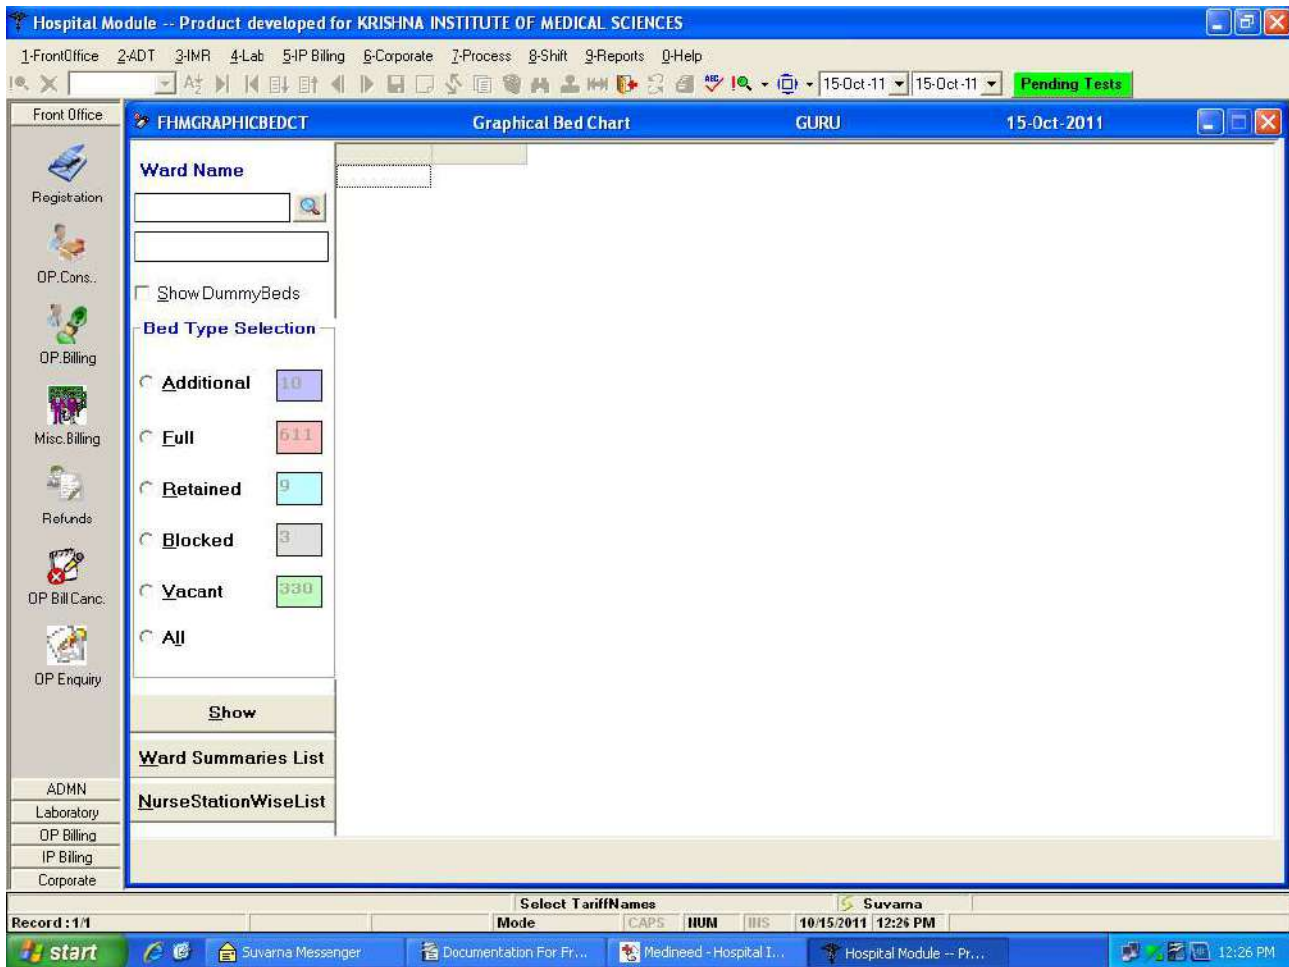 Hospital Module -- Product developed for KRISHNA INSTITUTE OF MEDICAL SCIENCES
1-FrontOffice 2-ADT 3-IMR 4-Lab 5-IP Biling 6-Corporate 7-Process 8-Shift 9-Reports 0-Help
15-Oct-11 15-Oct-11 Pending Tests
Front Office
FHMGRAPHICBEDCT Graphical Bed Chart GURU 15-Oct-2011
Ward Name
Registration
OP.Cons..
Show DummyBeds
Bed Type Selection
OP.Billing
Additional 10
Misc.Billing
Full 611
Retained 9
Refunds
Blocked 3
OP Bill Canc.
Vacant 330
All
OP Enquiry
Show
Ward Summaries List
ADMN
NurseStationWiseList
Laboratory
OP Billing
IP Billing
Corporate
Select TariffNames Suvarna
Record : 1/1 Mode CAPS NUM INS 10/15/2011 12:26 PM
start Suvarna Messenger Documentation For Fr... Medineed - Hospital I... Hospital Module -- Pr... 12:26 PM